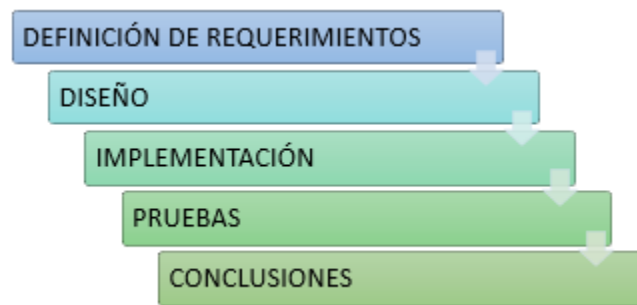 DEFINICIÓN DE REQUERIMIENTOS
DISEÑO
IMPLEMENTACIÓN
PRUEBAS
CONCLUSIONES